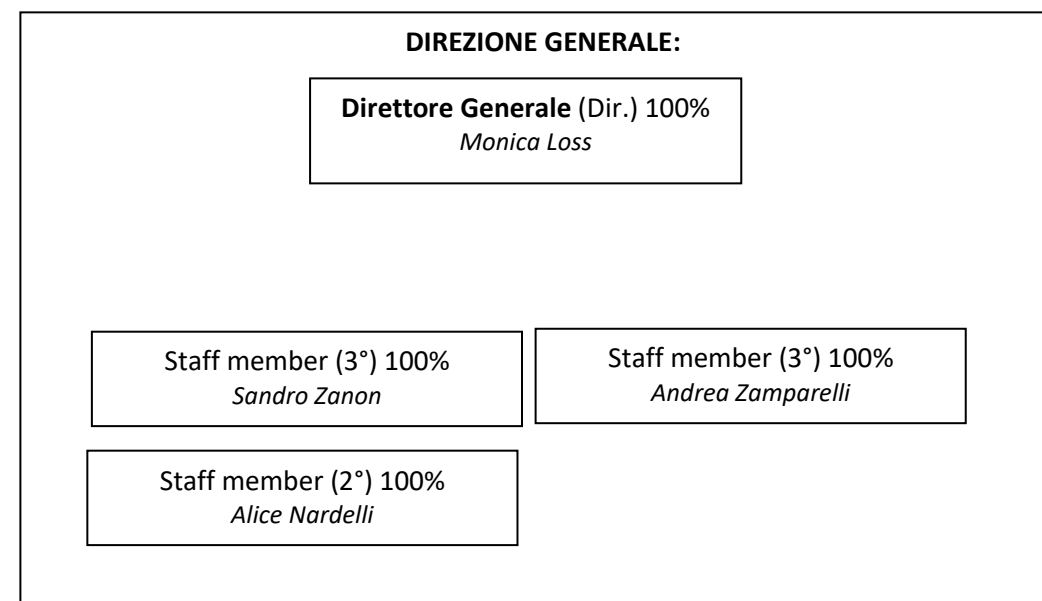 DIREZIONE GENERALE:
Direttore Generale (Dir.) 100%
Monica Loss
Staff member (3°) 100%
Sandro Zanon
Staff member (3°) 100%
Andrea Zamparelli
Staff member (2°) 100%
Alice Nardelli